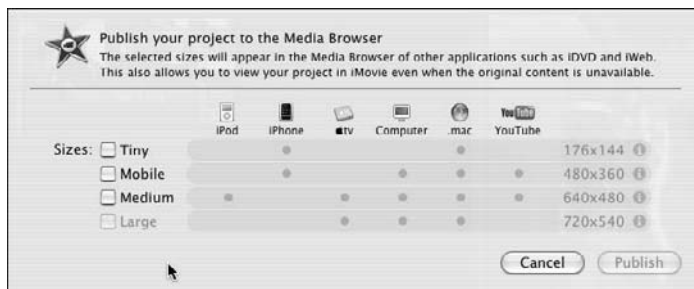 Publish your project to the Media Browser
The selected sizes will appear in the Media Browser of other applications such as iDVD and iWeb.
This also allows you to view your project in iMovie even when the original content is unavailable.
You Tube
iPod iPhone tv Computer .mac YouTube
Sizes: Tiny 176x144
Mobile 480x360
Medium 640x480
Large 720x540
Cancel Publish